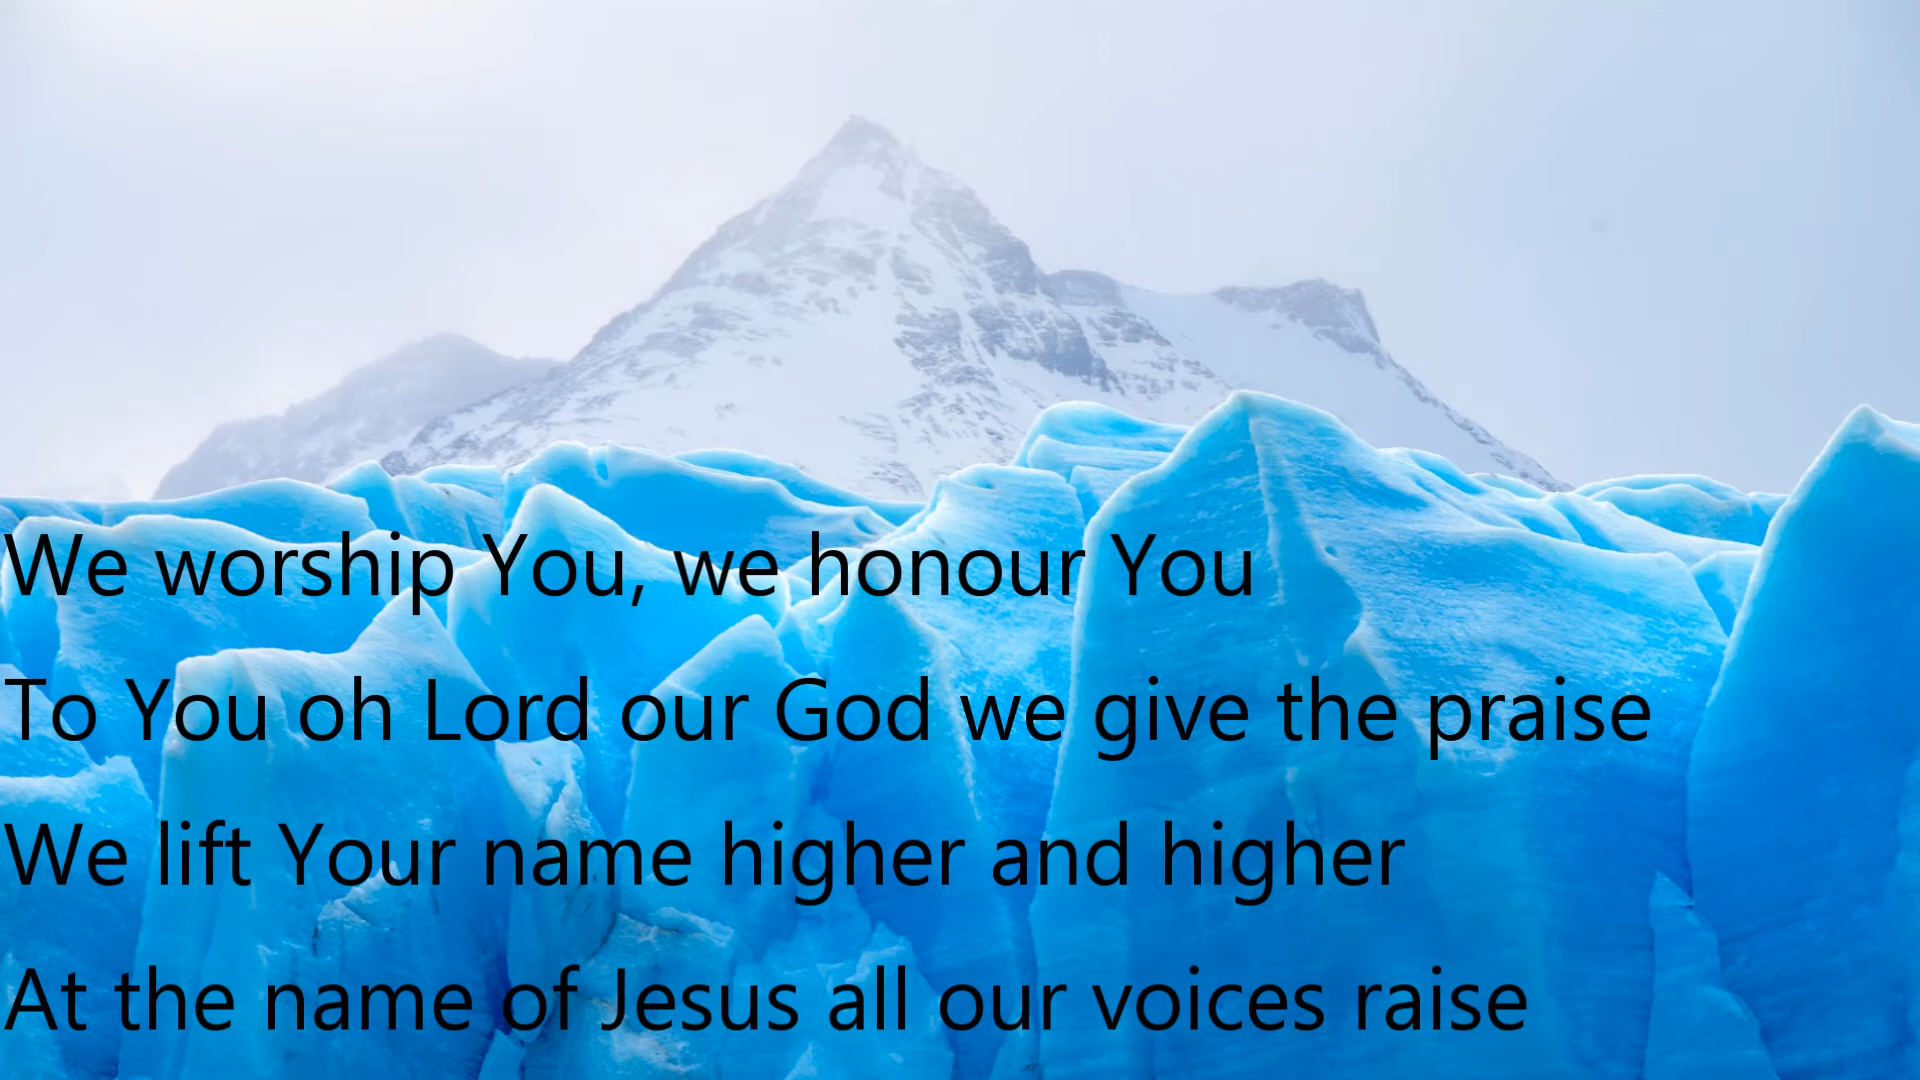 We worship You, we honour You
To You oh Lord our God we give the praise
We lift Your name higher and higher
At the name of Jesus all our voices raise